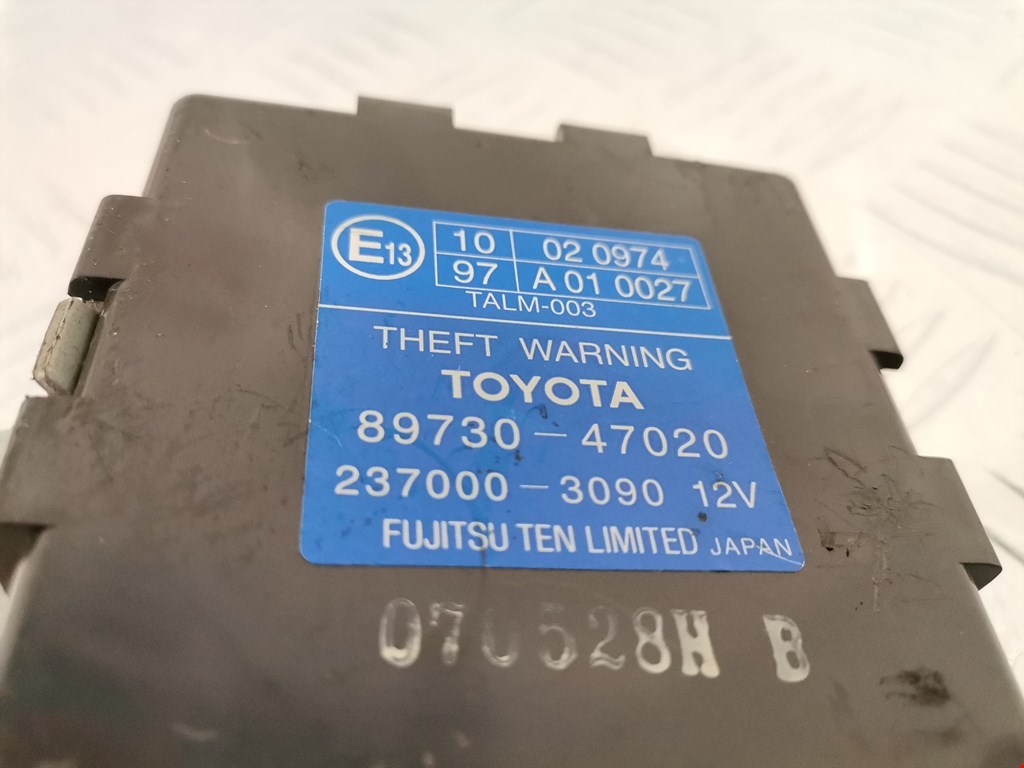 E13
10 02 0974
97 A 01 0027
TALM-003
THEFT WARNING
TOYOTA
89730-47020
237000-3090 12V
FUJITSU TEN LIMITED JAPAN
070528H B